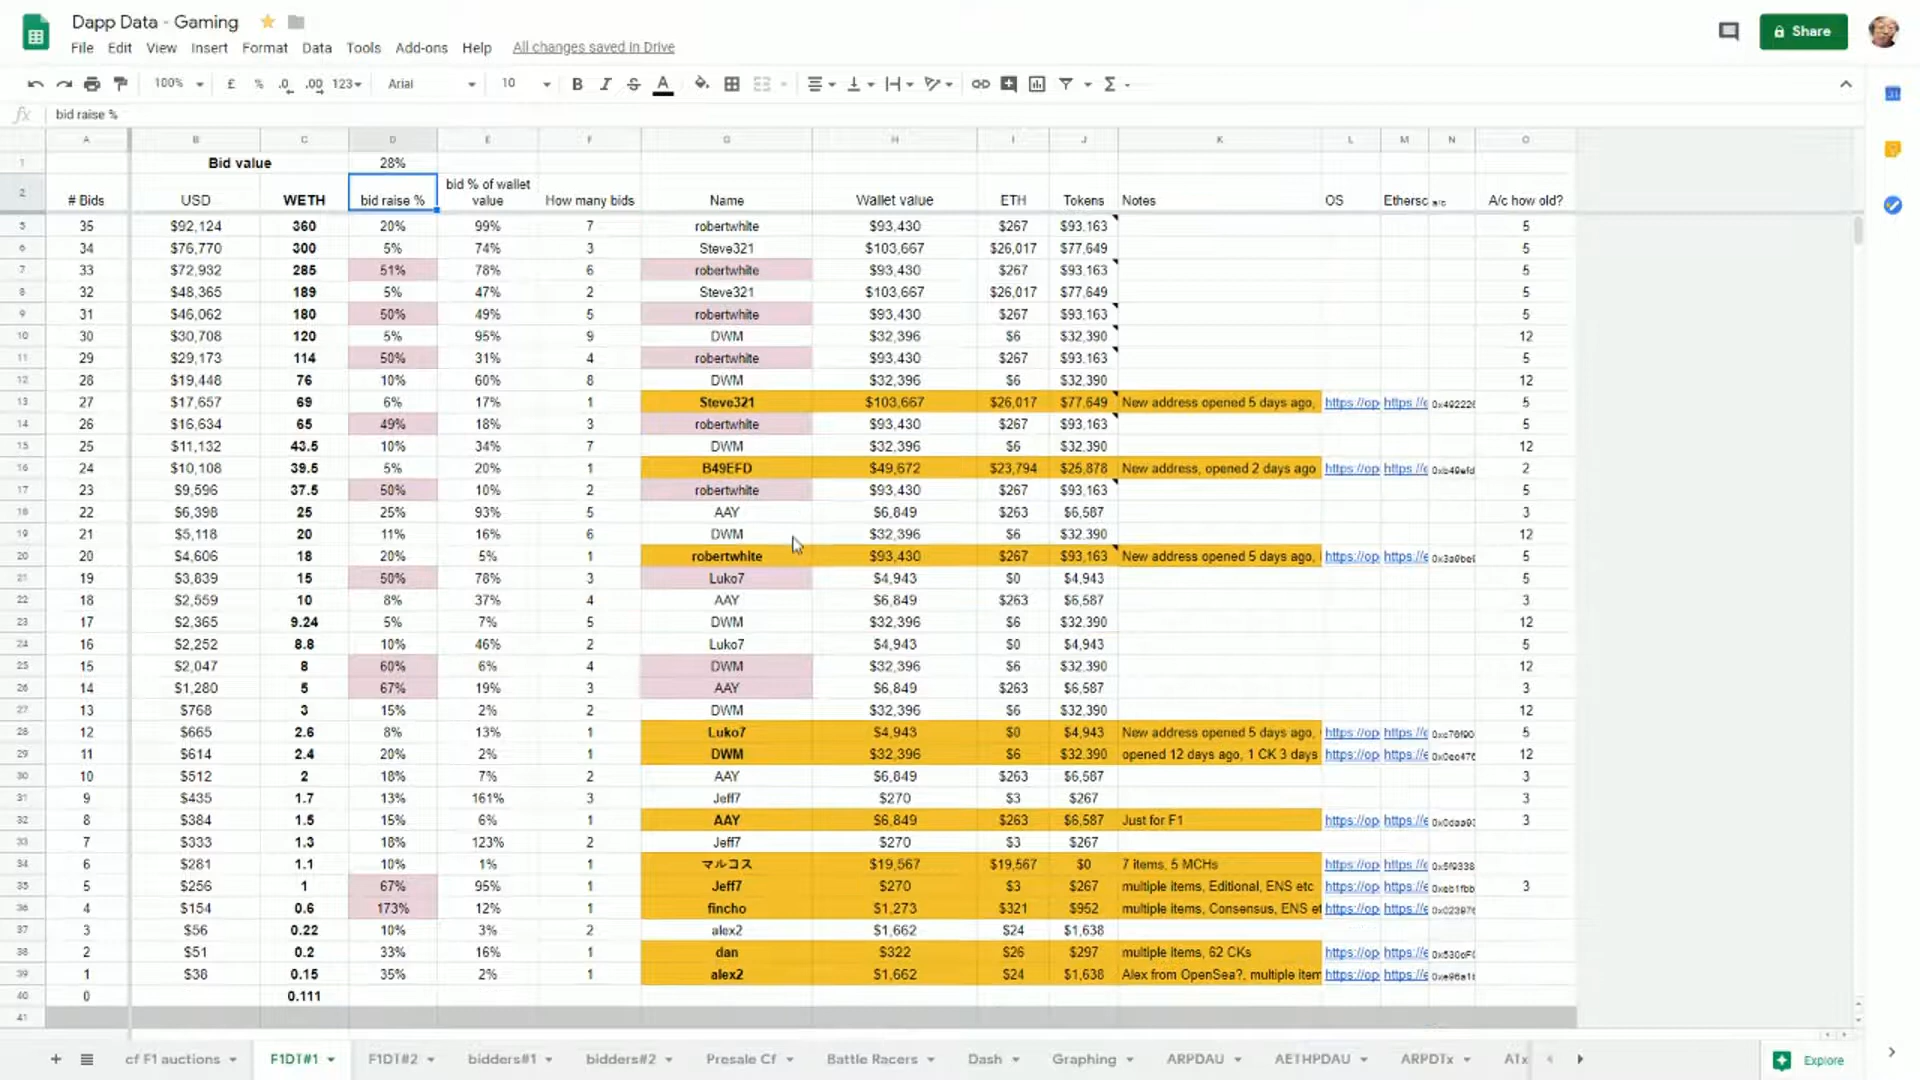 Dapp Data - Gaming
File Edit View Insert Format Data Tools Add-ons Help All changes saved in Drive
Share
100% £ % .0 .00 123 Arial 10 B I S A Σ
fx bid raise %
A B C D E F G H I J K L M N O
1 Bid value 28%
2 # Bids USD WETH bid raise % bid % of wallet value How many bids Name Wallet value ETH Tokens Notes OS Ethersc a/c A/c how old?
5 35 $92,124 360 20% 99% 7 robertwhite $93,430 $267 $93,163 5
6 34 $76,770 300 5% 74% 3 Steve321 $103,667 $26,017 $77,649 5
7 33 $72,932 285 51% 78% 6 robertwhite $93,430 $267 $93,163 5
8 32 $48,365 189 5% 47% 2 Steve321 $103,667 $26,017 $77,649 5
9 31 $46,062 180 50% 49% 5 robertwhite $93,430 $267 $93,163 5
10 30 $30,708 120 5% 95% 9 DWM $32,396 $6 $32,390 12
11 29 $29,173 114 50% 31% 4 robertwhite $93,430 $267 $93,163 5
12 28 $19,448 76 10% 60% 8 DWM $32,396 $6 $32,390 12
13 27 $17,657 69 6% 17% 1 Steve321 $103,667 $26,017 $77,649 New address opened 5 days ago, https://op https://e 0x49222 5
14 26 $16,634 65 49% 18% 3 robertwhite $93,430 $267 $93,163 5
15 25 $11,132 43.5 10% 34% 7 DWM $32,396 $6 $32,390 12
16 24 $10,108 39.5 5% 20% 1 B49EFD $49,672 $23,794 $25,878 New address, opened 2 days ago https://op https://e 0xb49efd 2
17 23 $9,596 37.5 50% 10% 2 robertwhite $93,430 $267 $93,163 5
18 22 $6,398 25 25% 93% 5 AAY $6,849 $263 $6,587 3
19 21 $5,118 20 11% 16% 6 DWM $32,396 $6 $32,390 12
20 20 $4,606 18 20% 5% 1 robertwhite $93,430 $267 $93,163 New address opened 5 days ago, https://op https://e 5
21 19 $3,839 15 50% 78% 3 Luko7 $4,943 $0 $4,943 5
22 18 $2,559 10 8% 37% 4 AAY $6,849 $263 $6,587 3
23 17 $2,365 9.24 5% 7% 5 DWM $32,396 $6 $32,390 12
24 16 $2,252 8.8 10% 46% 2 Luko7 $4,943 $0 $4,943 5
25 15 $2,047 8 60% 6% 4 DWM $32,396 $6 $32,390 12
26 14 $1,280 5 67% 19% 3 AAY $6,849 $263 $6,587 3
27 13 $768 3 15% 2% 2 DWM $32,396 $6 $32,390 12
28 12 $665 2.6 8% 13% 1 Luko7 $4,943 $0 $4,943 New address opened 5 days ago, https://op https://e 5
29 11 $614 2.4 20% 2% 1 DWM $32,396 $6 $32,390 opened 12 days ago, 1 CK 3 days https://op https://e 12
30 10 $512 2 18% 7% 2 AAY $6,849 $263 $6,587 3
31 9 $435 1.7 13% 161% 3 Jeff7 $270 $3 $267 3
32 8 $384 1.5 15% 6% 1 AAY $6,849 $263 $6,587 Just for F1 https://op https://e 3
33 7 $333 1.3 18% 123% 2 Jeff7 $270 $3 $267
34 6 $281 1.1 10% 1% 1 マルコス $19,567 $19,567 $0 7 items, 5 MCHs https://op https://e
35 5 $256 1 67% 95% 1 Jeff7 $270 $3 $267 multiple items, Editional, ENS etc https://op https://e 3
36 4 $154 0.6 173% 12% 1 fincho $1,273 $321 $952 multiple items, Consensus, ENS et https://op https://e
37 3 $56 0.22 10% 3% 2 alex2 $1,662 $24 $1,638
38 2 $51 0.2 33% 16% 1 dan $322 $26 $297 multiple items, 62 CKs https://op https://e
39 1 $38 0.15 35% 2% 1 alex2 $1,662 $24 $1,638 Alex from OpenSea?, multiple item https://op https://e
40 0 0.111
41
cf F1 auctions F1DT#1 F1DT#2 bidders#1 bidders#2 Presale Cf Battle Racers Dash Graphing ARPDAU AETHPDAU ARPDTx ATx Explore